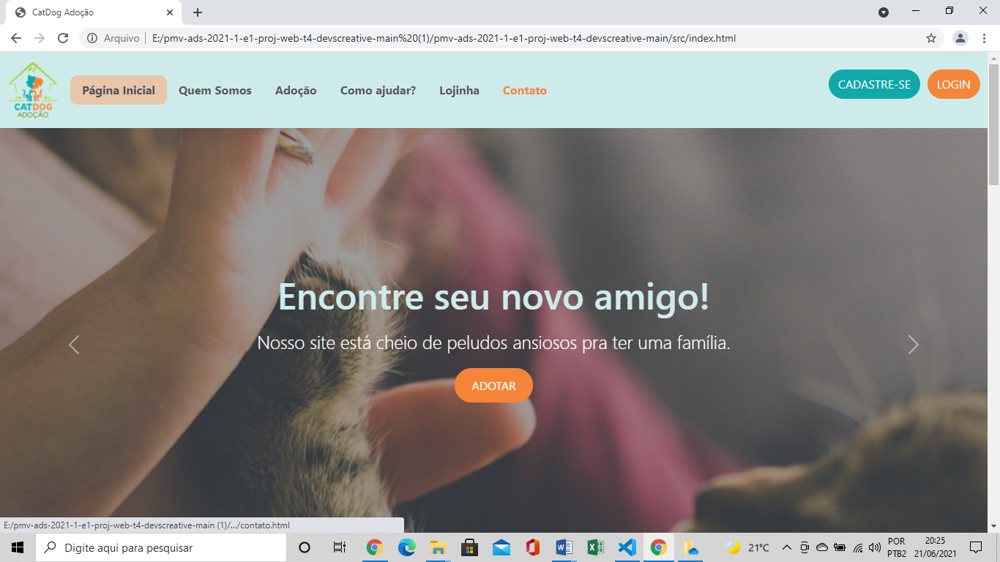 CatDog Adoção
Arquivo | E:/pmv-ads-2021-1-e1-proj-web-t4-devscreative-main%20(1)/pmv-ads-2021-1-e1-proj-web-t4-devscreative-main/src/index.html
CATDOG
ADOÇÃO
Página Inicial Quem Somos Adoção Como ajudar? Lojinha Contato
CADASTRE-SE LOGIN
Encontre seu novo amigo!
Nosso site está cheio de peludos ansiosos pra ter uma família.
ADOTAR
E:/pmv-ads-2021-1-e1-proj-web-t4-devscreative-main (1)/.../contato.html
Digite aqui para pesquisar
21°C
POR
PTB2
20:25
21/06/2021